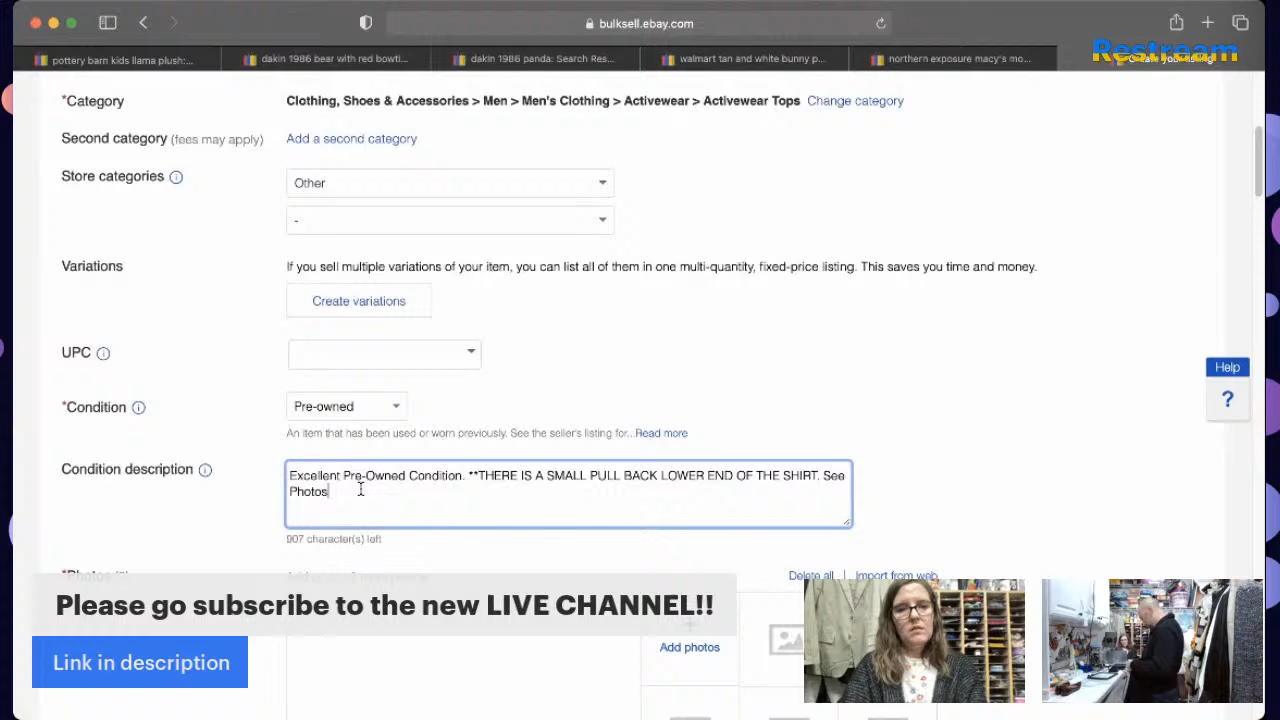 bulksell.ebay.com
Restream
pottery barn kids llama plush:...
dakin 1986 bear with red bowti...
dakin 1986 panda: Search Res...
walmart tan and white bunny p...
northern exposure macy's mo...
*Category
Clothing, Shoes & Accessories > Men > Men's Clothing > Activewear > Activewear Tops Change category
Second category (fees may apply)
Add a second category
Store categories
Other
-
Variations
If you sell multiple variations of your item, you can list all of them in one multi-quantity, fixed-price listing. This saves you time and money.
Create variations
UPC
Help
?
*Condition
Pre-owned
An item that has been used or worn previously. See the seller's listing for...Read more
Condition description
Excellent Pre-Owned Condition. **THERE IS A SMALL PULL BACK LOWER END OF THE SHIRT. See
Photos
907 character(s) left
Delete all
Import from web
Please go subscribe to the new LIVE CHANNEL!!
Add photos
Link in description